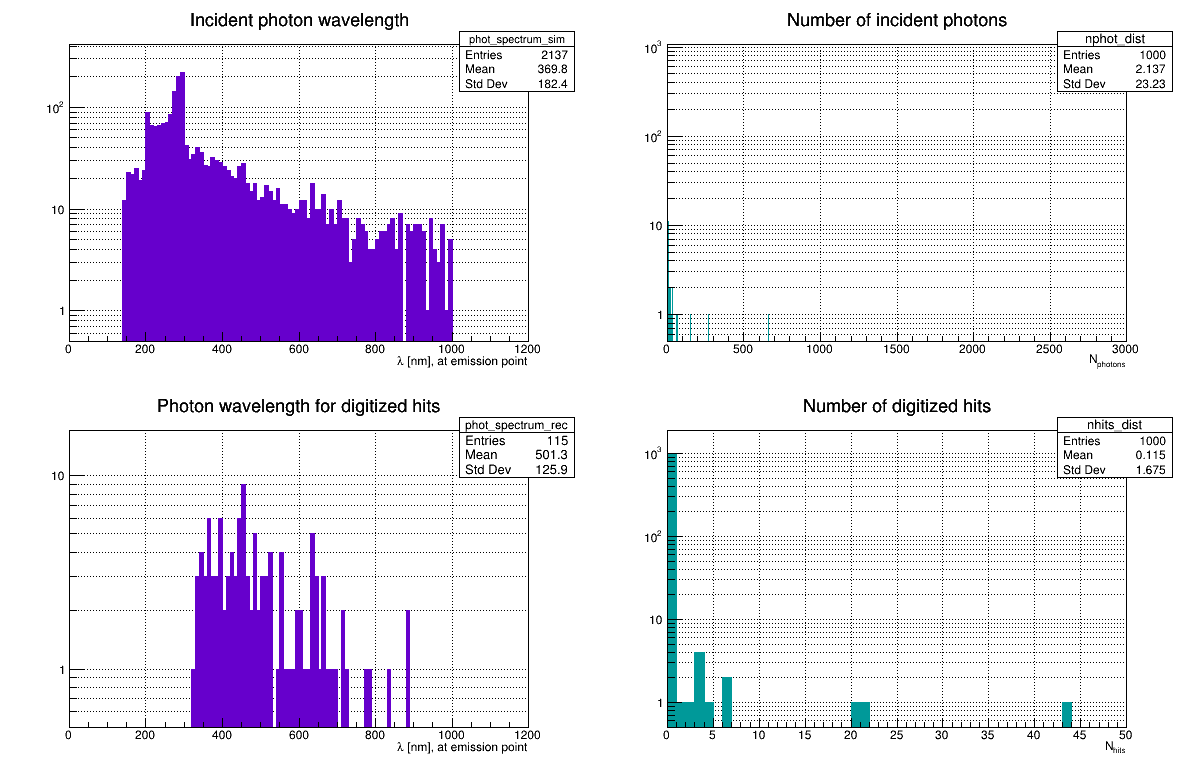 Incident photon wavelength
phot_spectrum_sim
Entries 2137
Mean 369.8
Std Dev 182.4
10²
10
1
0 200 400 600 800 1000 1200
λ [nm], at emission point
Number of incident photons
nphot_dist
Entries 1000
Mean 2.137
Std Dev 23.23
10³
10²
10
1
0 500 1000 1500 2000 2500 3000
N_photons
Photon wavelength for digitized hits
phot_spectrum_rec
Entries 115
Mean 501.3
Std Dev 125.9
10
1
0 200 400 600 800 1000 1200
λ [nm], at emission point
Number of digitized hits
nhits_dist
Entries 1000
Mean 0.115
Std Dev 1.675
10³
10²
10
1
0 5 10 15 20 25 30 35 40 45 50
N_hits